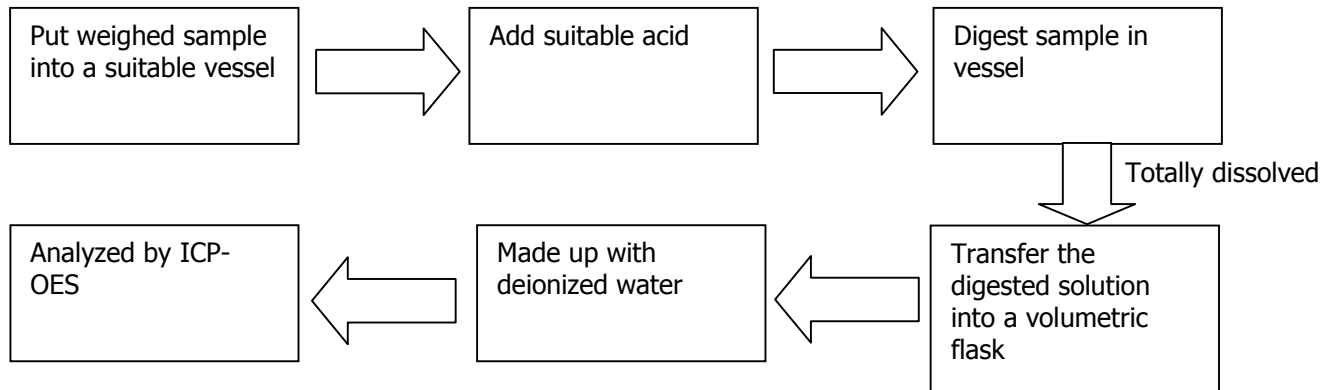 Put weighed sample
into a suitable vessel
Add suitable acid
Digest sample in
vessel
Totally dissolved
Transfer the
digested solution
into a volumetric
flask
Made up with
deionized water
Analyzed by ICP-
OES